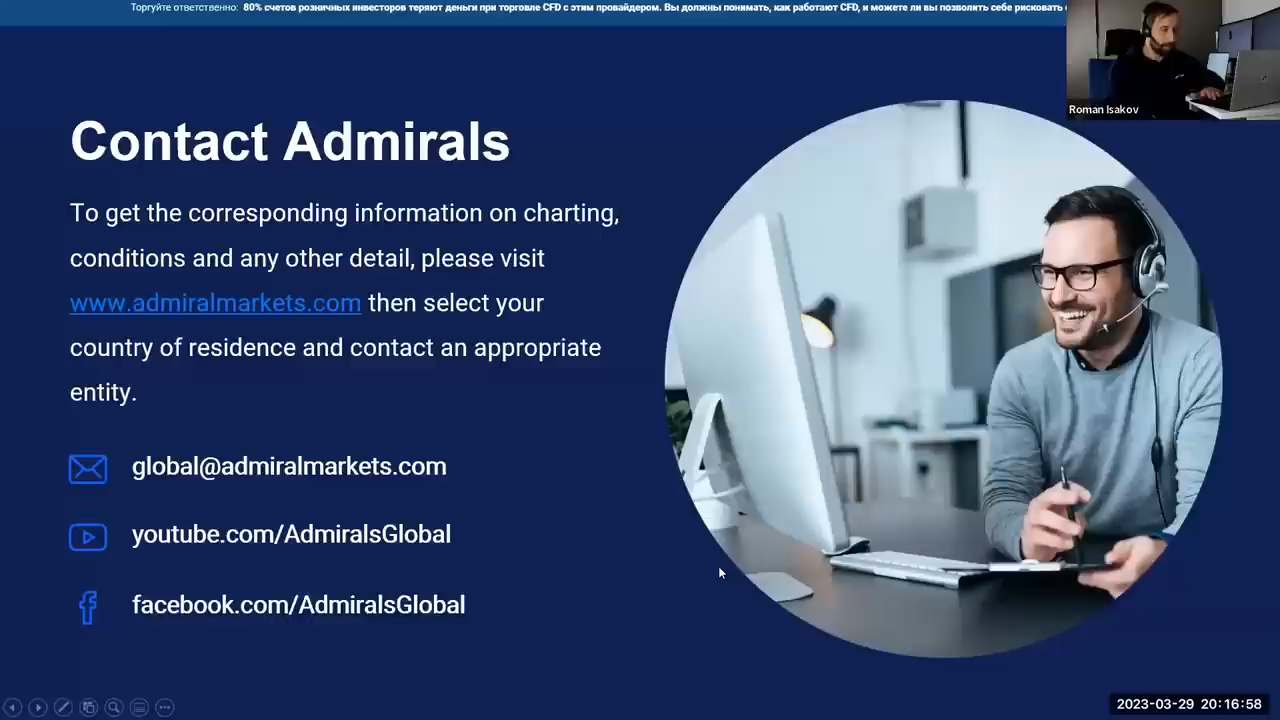 Торгуйте ответственно: 80% счетов розничных инвесторов теряют деньги при торговле CFD с этим провайдером. Вы должны понимать, как работают CFD, и можете ли вы позволить себе рисковать
Roman Isakov
Contact Admirals
To get the corresponding information on charting,
conditions and any other detail, please visit
www.admiralmarkets.com then select your
country of residence and contact an appropriate
entity.
global@admiralmarkets.com
youtube.com/AdmiralsGlobal
facebook.com/AdmiralsGlobal
2023-03-29 20:16:58